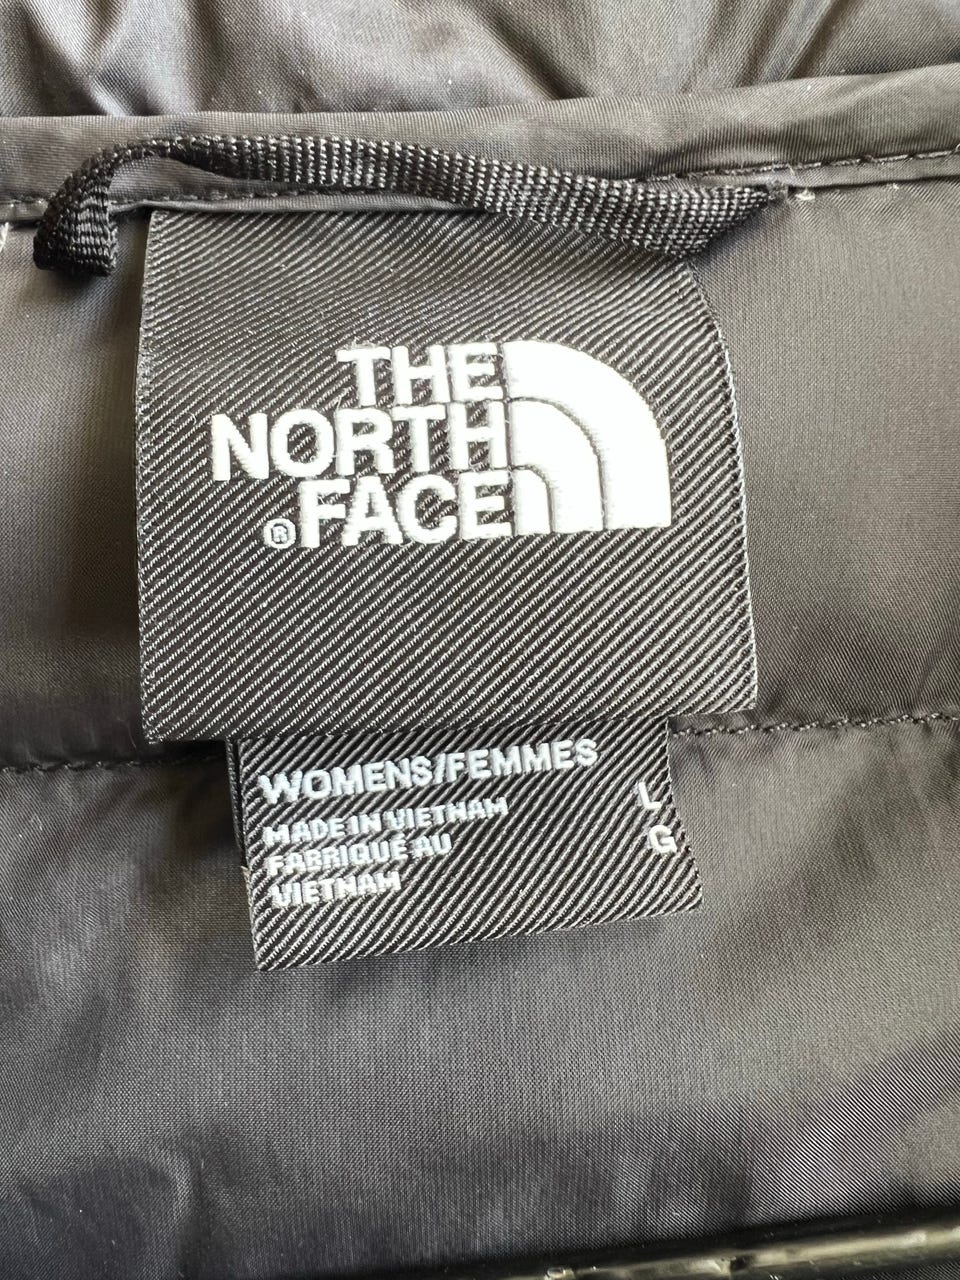 THE
NORTH
® FACE
WOMENS/FEMMES
MADE IN VIETNAM L
FABRIQUÉ AU G
VIETNAM